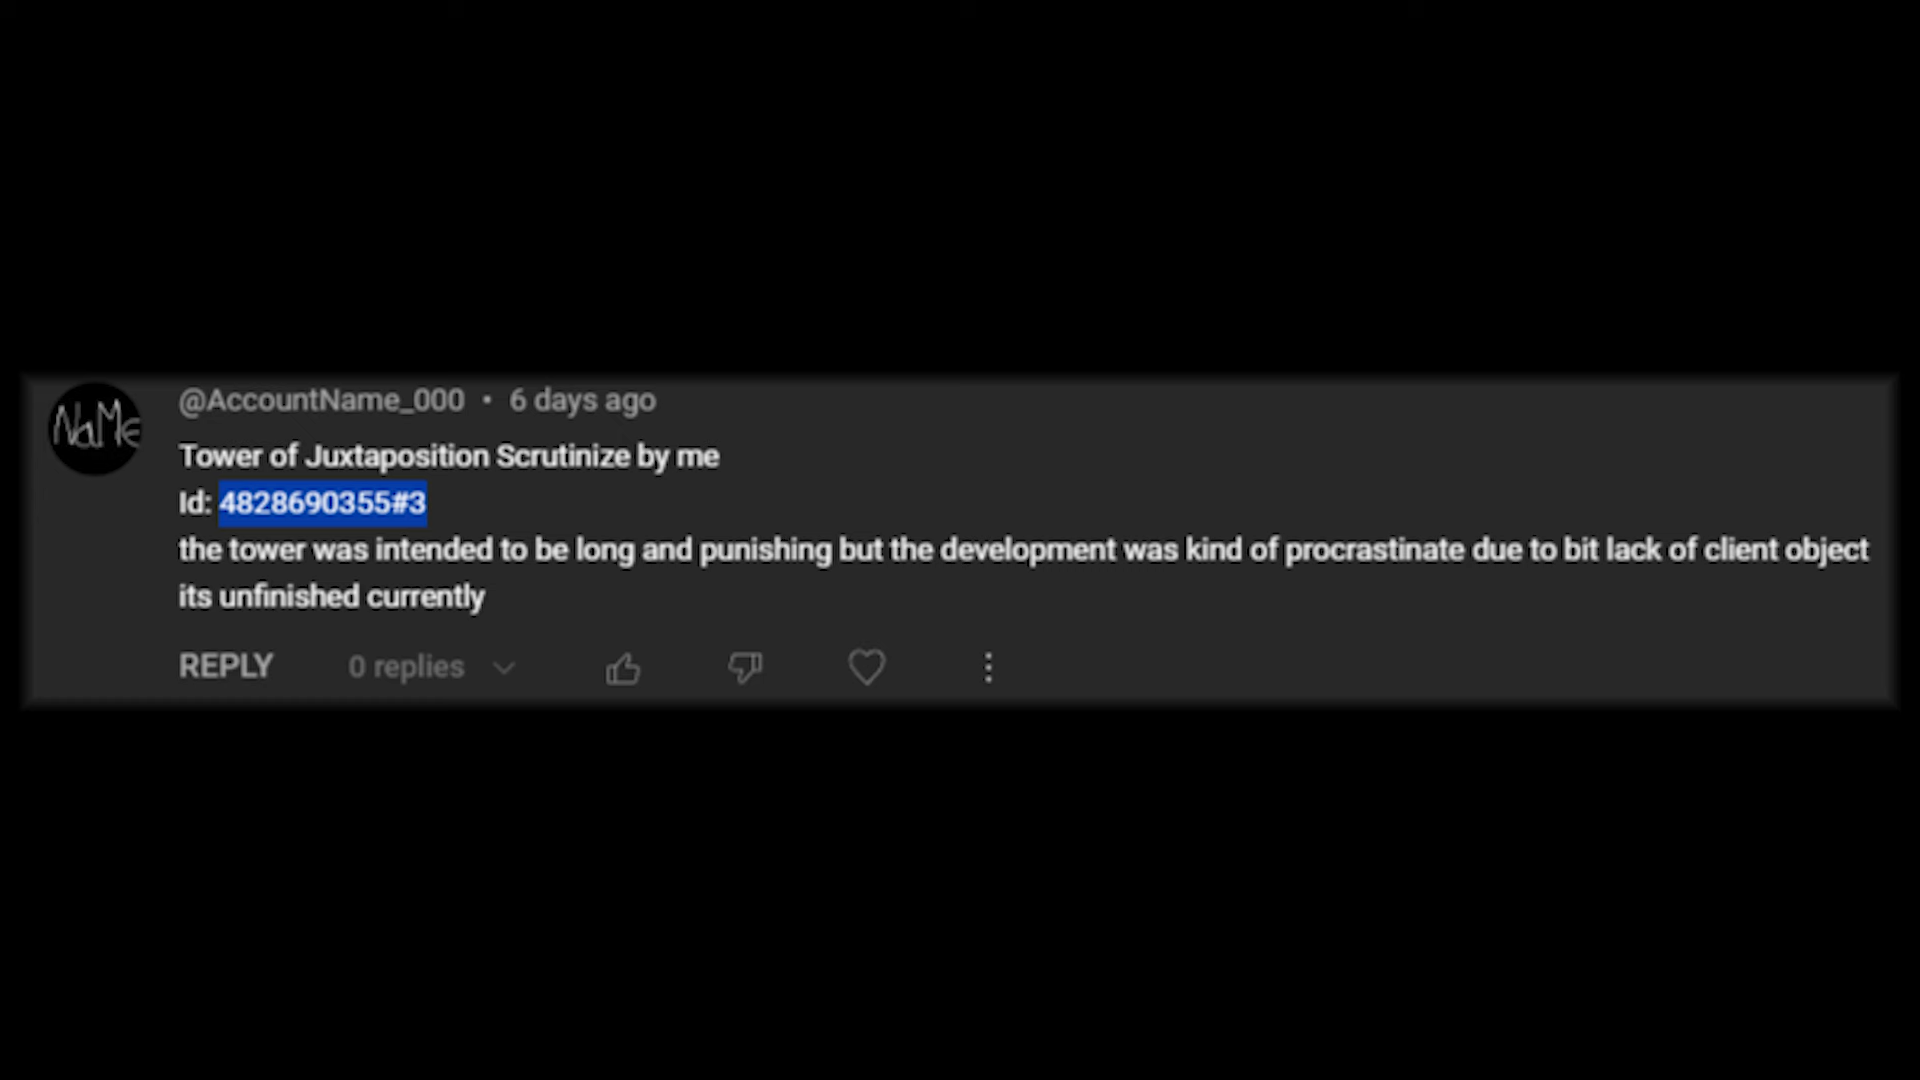 NaMe
@AccountName_000 • 6 days ago
Tower of Juxtaposition Scrutinize by me
Id: 4828690355#3
the tower was intended to be long and punishing but the development was kind of procrastinate due to bit lack of client object
its unfinished currently
REPLY 0 replies